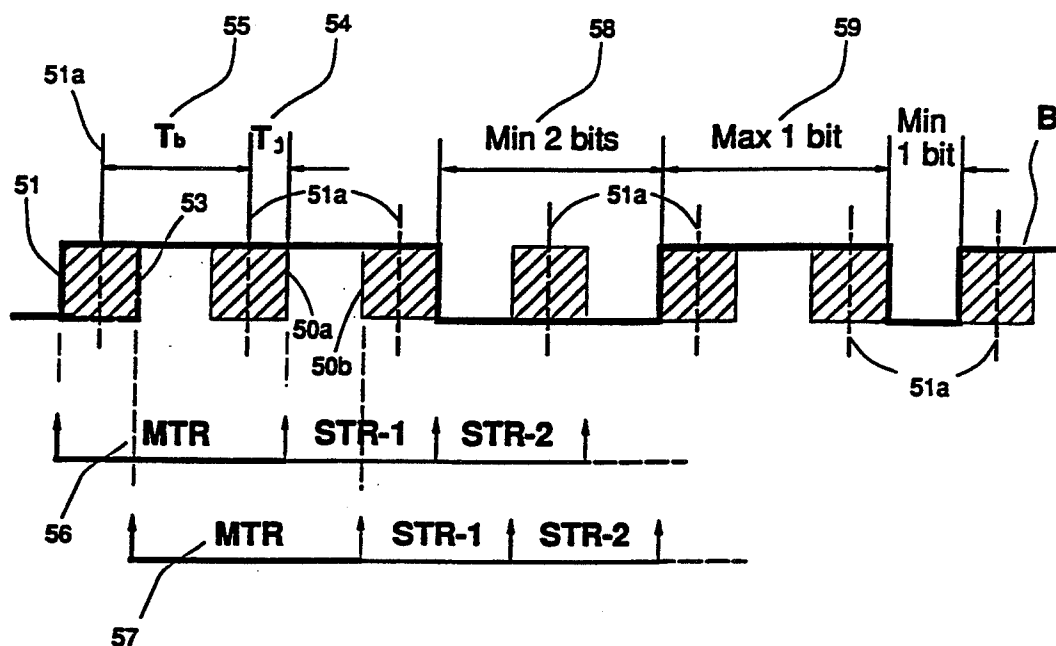 55
54
58
59
51a
Tb
TJ
Min 2 bits
Max 1 bit
Min
1 bit
B
51
53
51a
51a
50a
50b
51a
MTR
STR-1
STR-2
56
MTR
STR-1
STR-2
57